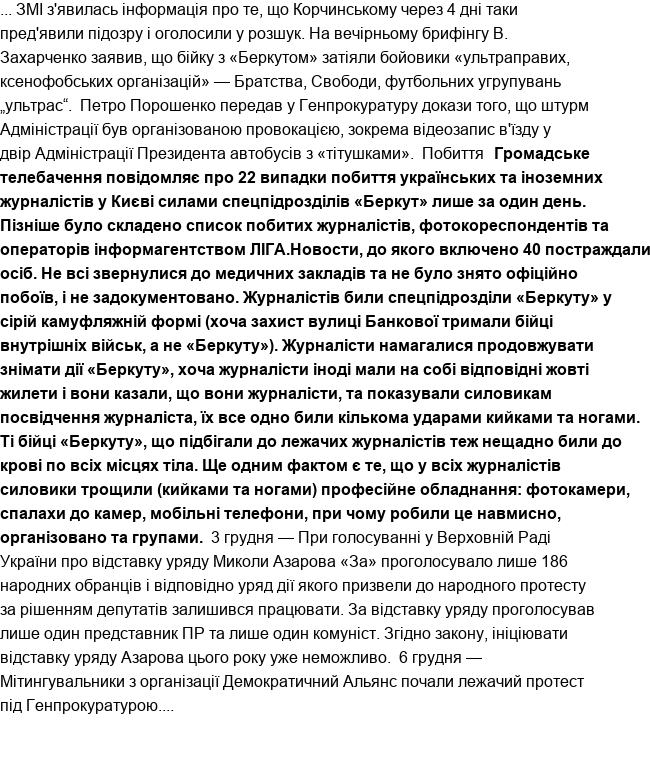 ... ЗМІ з'явилась інформація про те, що Корчинському через 4 дні таки
пред'явили підозру і оголосили у розшук. На вечірньому брифінгу В.
Захарченко заявив, що бійку з «Беркутом» затіяли бойовики «ультраправих,
ксенофобських організацій» — Братства, Свободи, футбольних угрупувань
„ультрас“.  Петро Порошенко передав у Генпрокуратуру докази того, що штурм
Адміністрації був організованою провокацією, зокрема відеозапис в'їзду у
двір Адміністрації Президента автобусів з «тітушками».  Побиття  Громадське
телебачення повідомляє про 22 випадки побиття українських та іноземних
журналістів у Києві силами спецпідрозділів «Беркут» лише за один день.
Пізніше було складено список побитих журналістів, фотокореспондентів та
операторів інформагентством ЛІГА.Новости, до якого включено 40 постраждали
осіб. Не всі звернулися до медичних закладів та не було знято офіційно
побоїв, і не задокументовано. Журналістів били спецпідрозділи «Беркуту» у
сірій камуфляжній формі (хоча захист вулиці Банкової тримали бійці
внутрішніх військ, а не «Беркуту»). Журналісти намагалися продовжувати
знімати дії «Беркуту», хоча журналісти іноді мали на собі відповідні жовті
жилети і вони казали, що вони журналісти, та показували силовикам
посвідчення журналіста, їх все одно били кількома ударами кийками та ногами.
Ті бійці «Беркуту», що підбігали до лежачих журналістів теж нещадно били до
крові по всіх місцях тіла. Ще одним фактом є те, що у всіх журналістів
силовики трощили (кийками та ногами) професійне обладнання: фотокамери,
спалахи до камер, мобільні телефони, при чому робили це навмисно,
організовано та групами.  3 грудня — При голосуванні у Верховній Раді
України про відставку уряду Миколи Азарова «За» проголосувало лише 186
народних обранців і відповідно уряд дії якого призвели до народного протесту
за рішенням депутатів залишився працювати. За відставку уряду проголосував
лише один представник ПР та лише один комуніст. Згідно закону, ініціювати
відставку уряду Азарова цього року уже неможливо.  6 грудня —
Мітингувальники з організації Демократичний Альянс почали лежачий протест
під Генпрокуратурою....